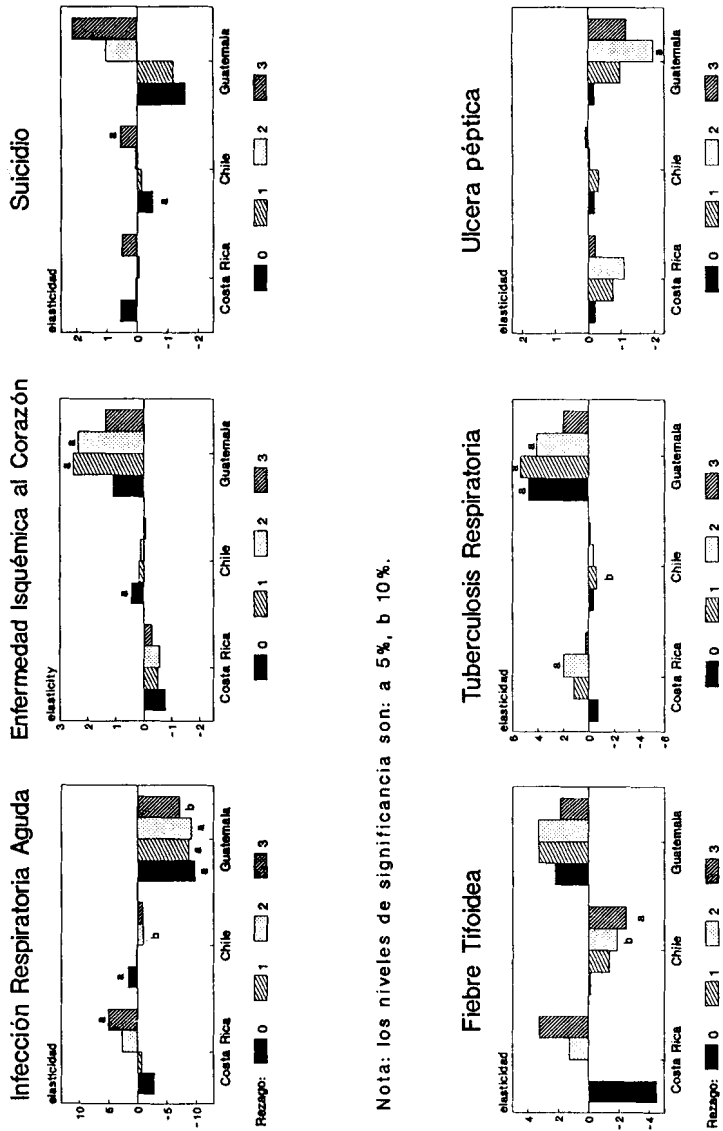 Infección Respiratoria Aguda
elasticidad
10
5
0
-5
-10
a
a
b
a
a
a
b
Costa Rica Chile Guatemala
Rezago: 0 1 2 3
Enfermedad Isquémica al Corazón
elasticity
3
2
1
0
-1
-2
a
a
a
Costa Rica Chile Guatemala
0 1 2 3
Suicidio
elasticidad
2
1
0
-1
-2
a
a
Costa Rica Chile Guatemala
0 1 2 3
Nota: los niveles de significancia son: a 5%, b 10%.
Fiebre Tifoidea
elasticidad
4
2
0
-2
-4
b
a
Costa Rica Chile Guatemala
Rezago: 0 1 2 3
Tuberculosis Respiratoria
elasticidad
6
4
2
0
-2
-4
-6
a
b
a
a
a
Costa Rica Chile Guatemala
0 1 2 3
Ulcera péptica
elasticidad
2
1
0
-1
-2
a
Costa Rica Chile Guatemala
0 1 2 3